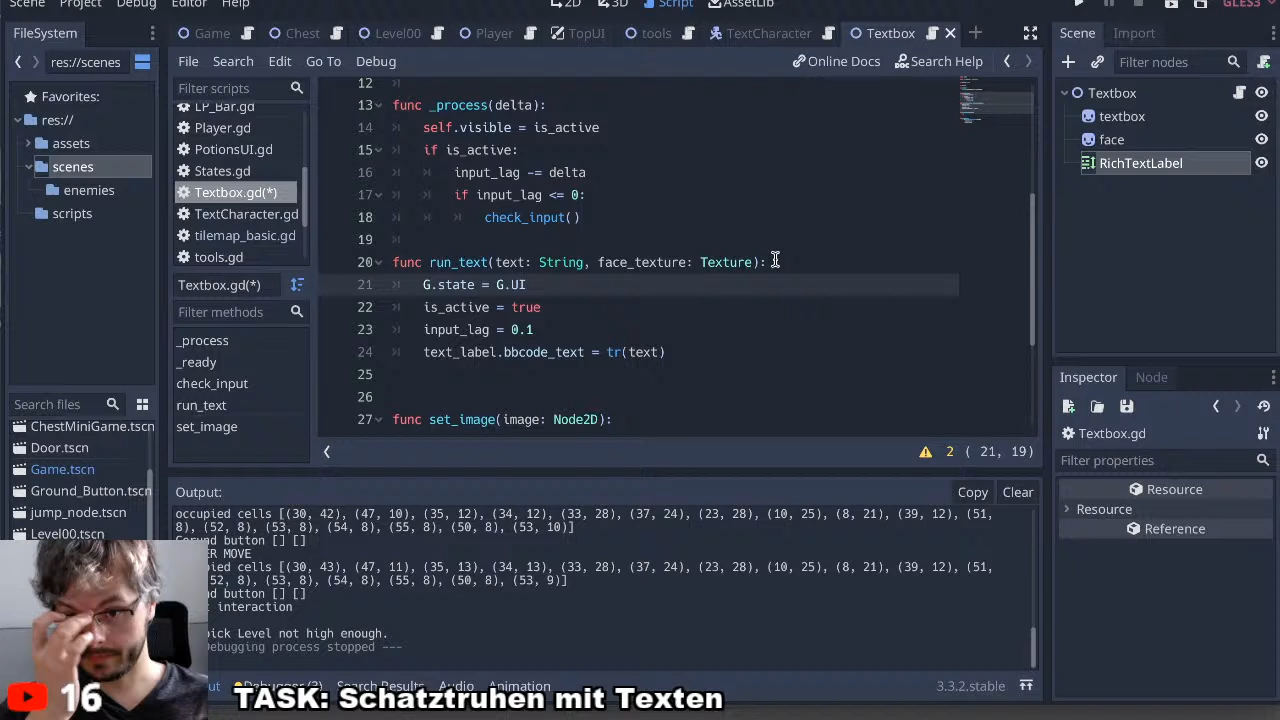 Scene Project Debug Editor Help
2D 3D Script AssetLib
GLES3
FileSystem
Game Chest Level00 Player TopUI tools TextCharacter Textbox
Scene Import
res://scenes
File Search Edit Go To Debug
Online Docs Search Help
Filter nodes
Favorites:
res://
assets
scenes
enemies
scripts
Search files
ChestMiniGame.tscn
Door.tscn
Game.tscn
Ground_Button.tscn
jump_node.tscn
Level00.tscn
Filter scripts
LP_Bar.gd
Player.gd
PotionsUI.gd
States.gd
Textbox.gd(*)
TextCharacter.gd
tilemap_basic.gd
tools.gd
Textbox.gd(*)
Filter methods
_process
_ready
check_input
run_text
set_image
12
13 func _process(delta):
14 self.visible = is_active
15 if is_active:
16 input_lag -= delta
17 if input_lag <= 0:
18 check_input()
19
20 func run_text(text: String, face_texture: Texture):
21 G.state = G.UI
22 is_active = true
23 input_lag = 0.1
24 text_label.bbcode_text = tr(text)
25
26
27 func set_image(image: Node2D):
2 ( 21, 19)
Textbox
textbox
face
RichTextLabel
Inspector Node
Textbox.gd
Filter properties
Resource
Resource
Reference
Output:
Copy Clear
occupied cells [(30, 42), (47, 10), (35, 12), (34, 12), (33, 28), (37, 24), (23, 28), (10, 25), (8, 21), (39, 12), (51,
8), (52, 8), (53, 8), (54, 8), (55, 8), (50, 8), (53, 10)]
button [] []
MOVE
cells [(30, 43), (47, 11), (35, 13), (34, 13), (33, 28), (37, 24), (23, 28), (10, 25), (8, 21), (39, 12), (51,
52, 8), (53, 8), (54, 8), (55, 8), (50, 8), (53, 9)]
button [] []
interaction
Level not high enough.
Debugging process stopped ---
Search Results Audio Animation
3.3.2.stable
16
TASK: Schatztruhen mit Texten